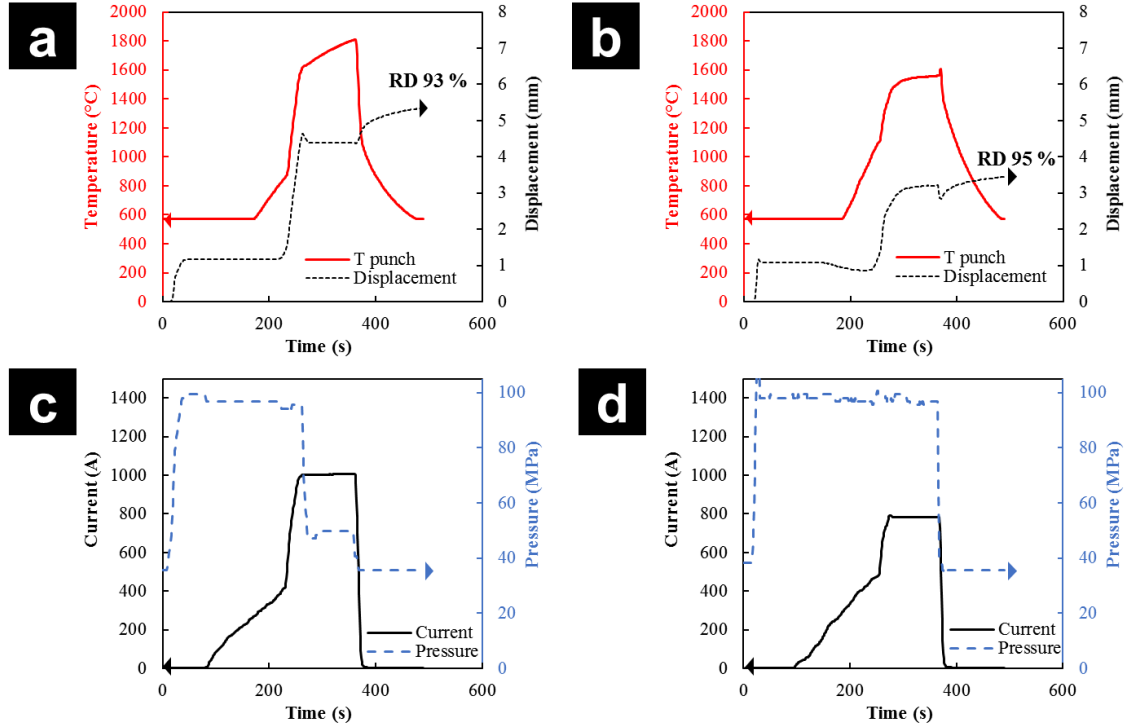 a
Temperature (°C)
2000
1800
1600
1400
1200
1000
800
600
400
200
0
8
7
6
5
4
3
2
1
0
Displacement (mm)
RD 93 %
T punch
Displacement
0 200 400 600
Time (s)
b
Temperature (°C)
2000
1800
1600
1400
1200
1000
800
600
400
200
0
8
7
6
5
4
3
2
1
0
Displacement (mm)
RD 95 %
T punch
Displacement
0 200 400 600
Time (s)
c
Current (A)
1400
1200
1000
800
600
400
200
0
100
80
60
40
20
0
Pressure (MPa)
Current
Pressure
0 200 400 600
Time (s)
d
Current (A)
1400
1200
1000
800
600
400
200
0
100
80
60
40
20
0
Pressure (MPa)
Current
Pressure
0 200 400 600
Time (s)